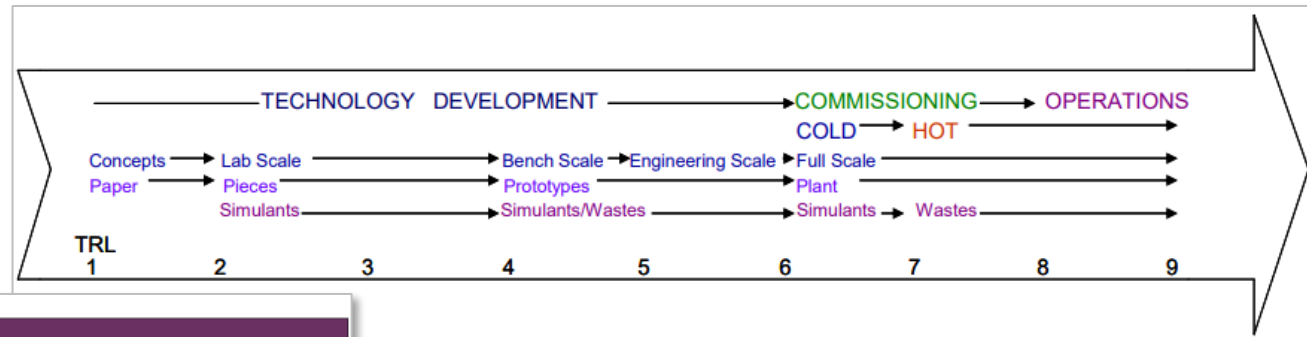 TECHNOLOGY DEVELOPMENT COMMISSIONING OPERATIONS
COLD HOT
Concepts Lab Scale Bench Scale Engineering Scale Full Scale
Paper Pieces Prototypes Plant
Simulants Simulants/Wastes Simulants Wastes
TRL
1 2 3 4 5 6 7 8 9